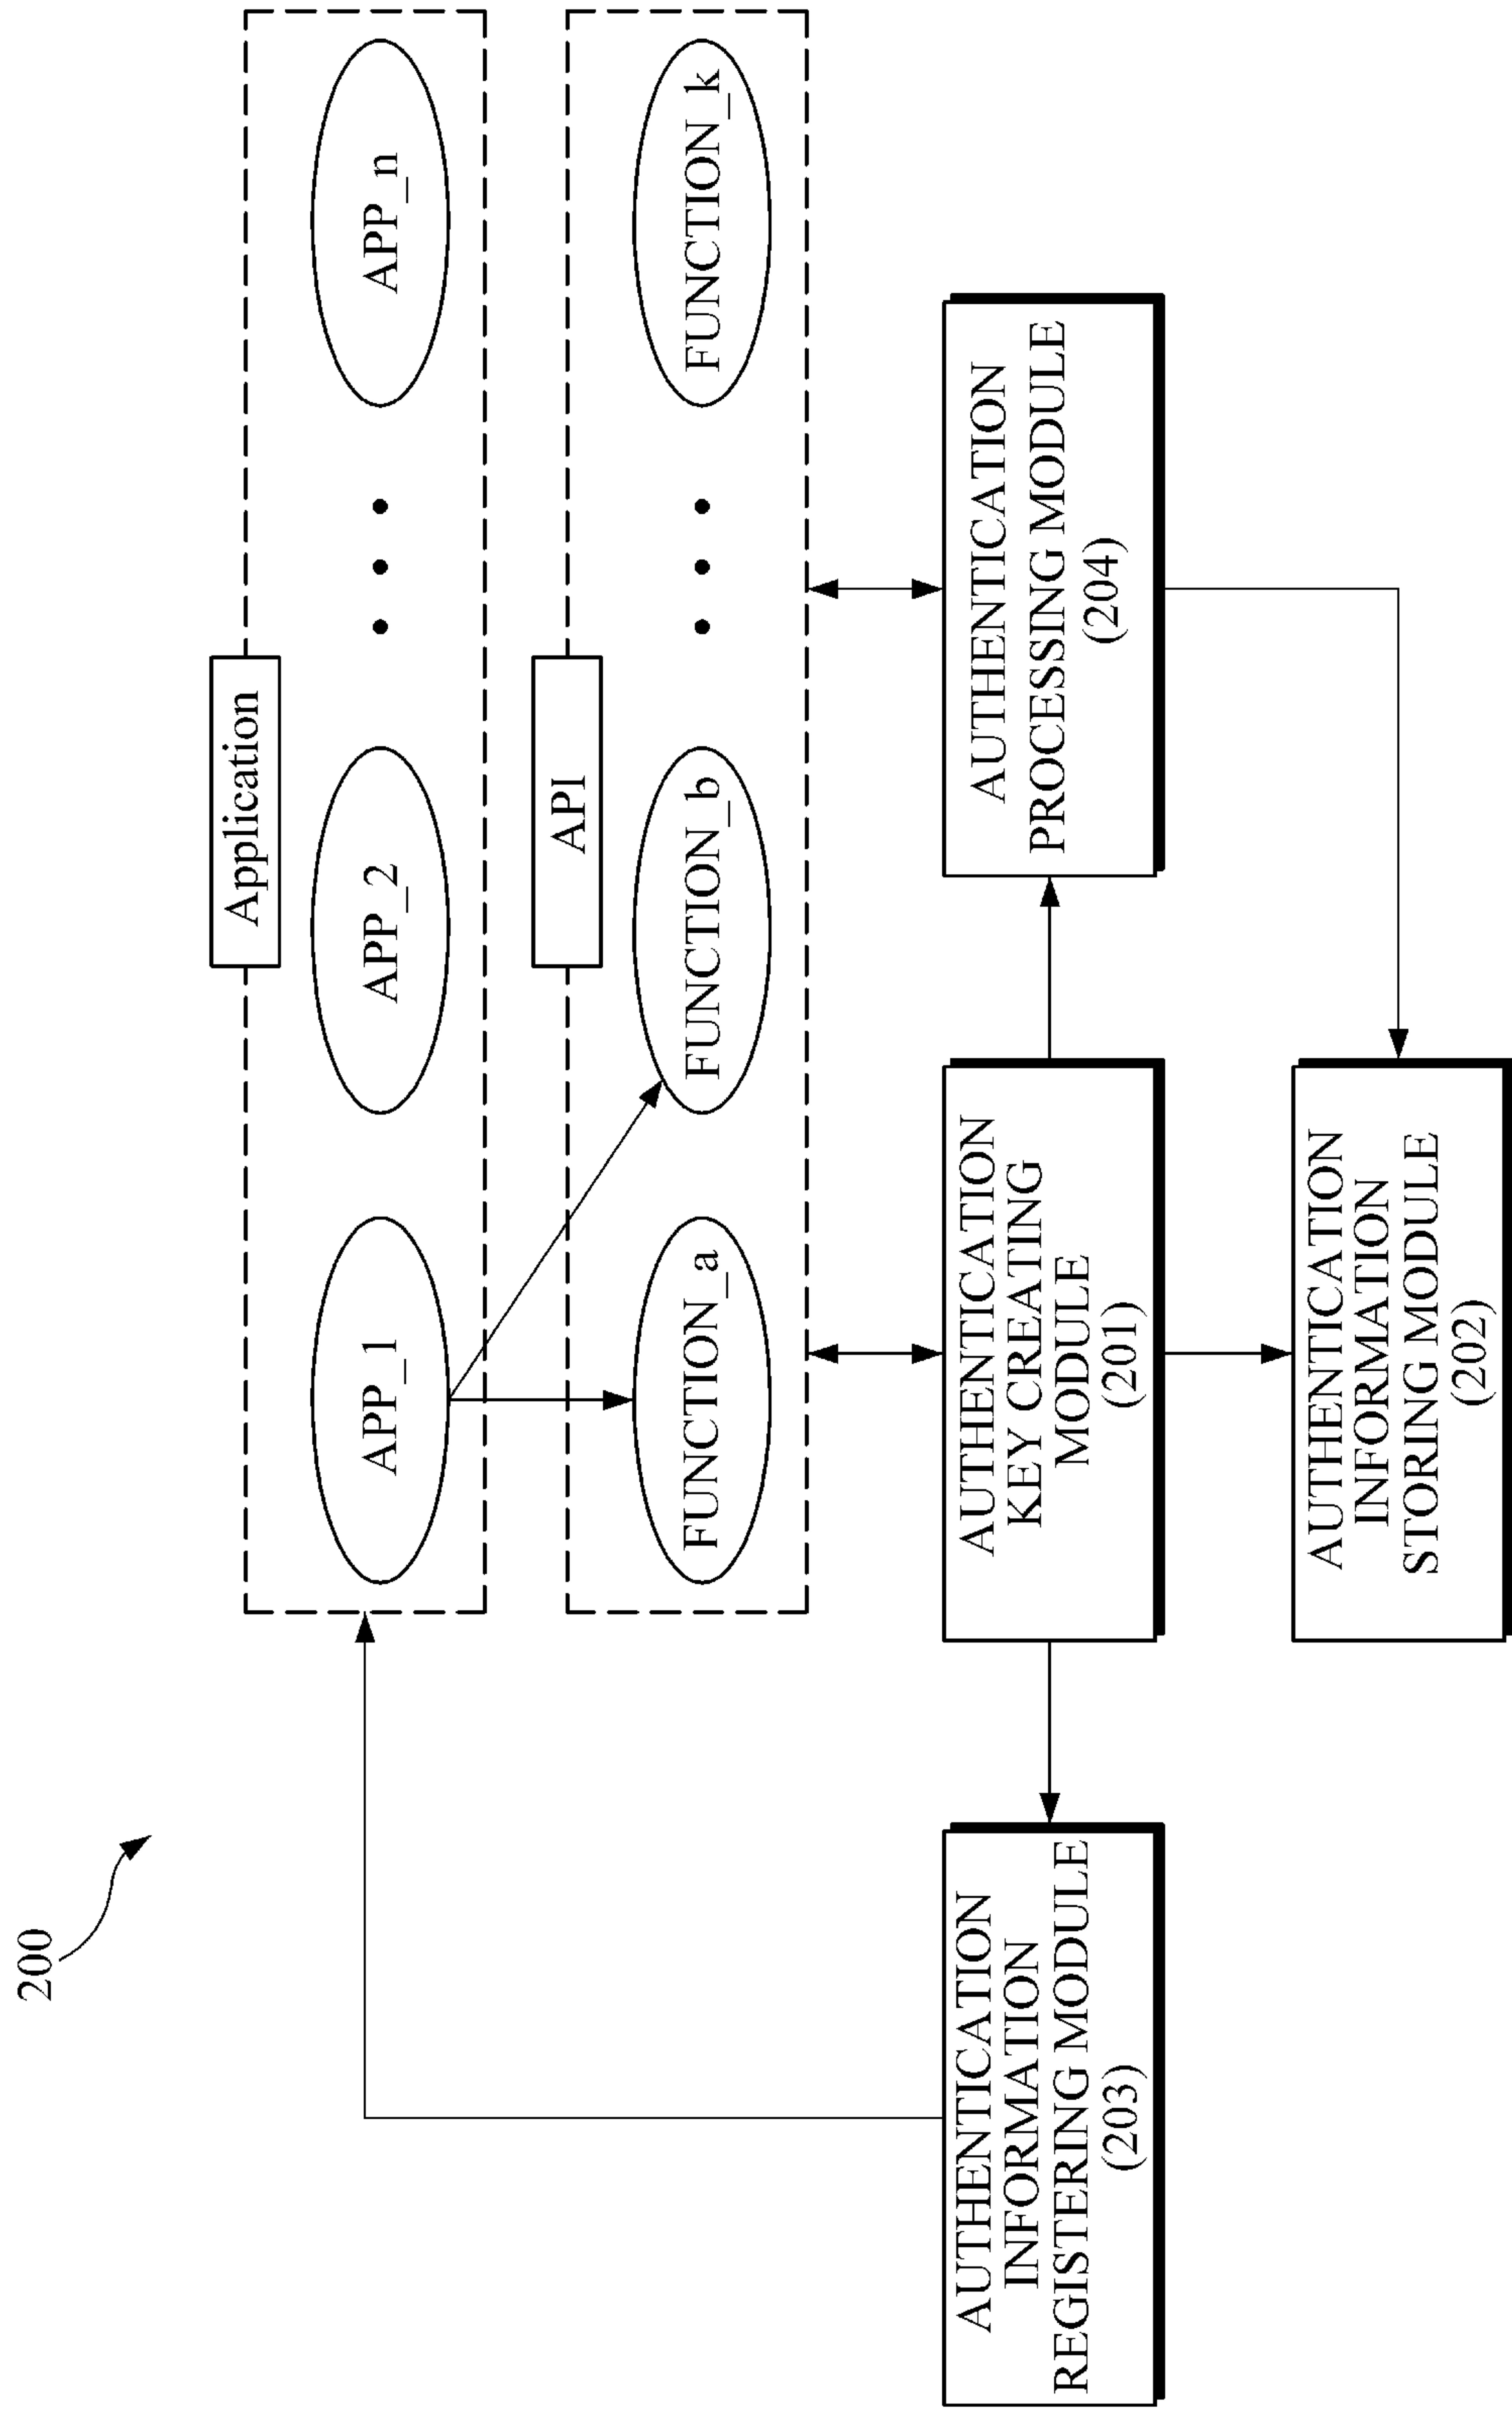 200
Application
APP_1
APP_2
APP_n
API
FUNCTION_a
FUNCTION_b
FUNCTION_k
AUTHENTICATION
INFORMATION
REGISTERING MODULE
(203)
AUTHENTICATION
KEY CREATING
MODULE
(201)
AUTHENTICATION
PROCESSING MODULE
(204)
AUTHENTICATION
INFORMATION
STORING MODULE
(202)